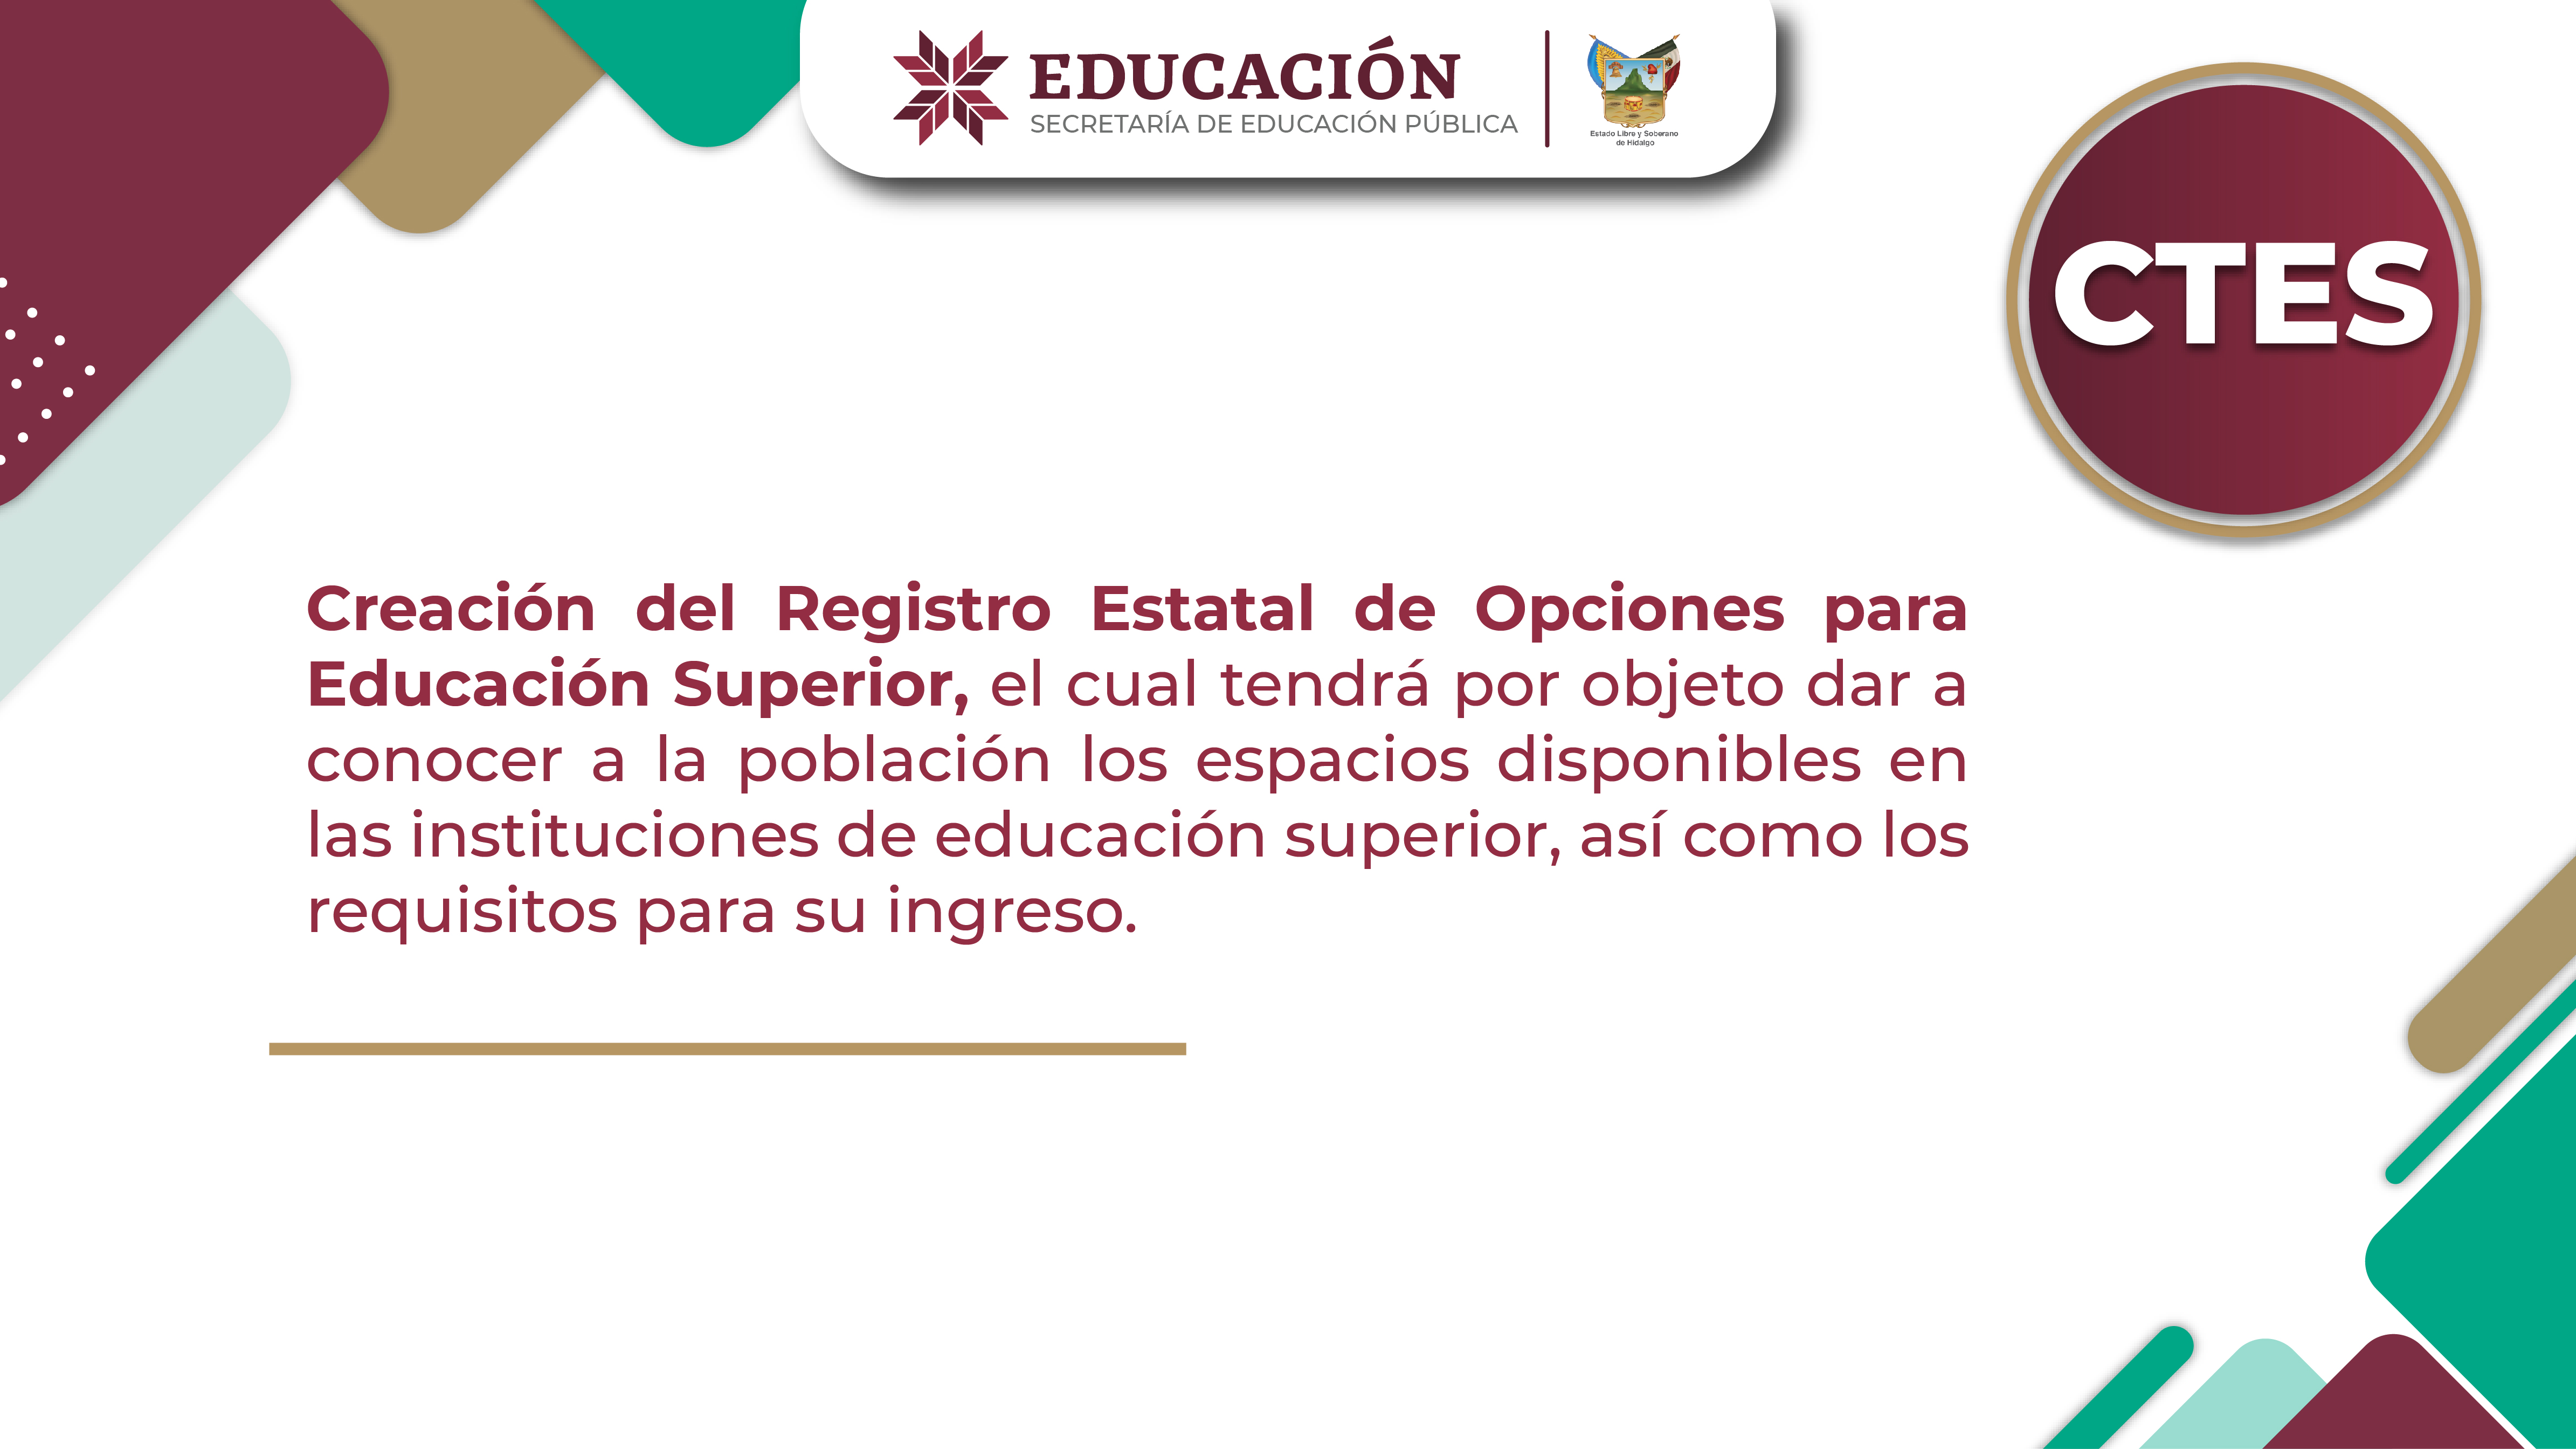 EDUCACIÓN
SECRETARÍA DE EDUCACIÓN PÚBLICA
Estado Libre y Soberano
de Hidalgo
CTES
Creación del Registro Estatal de Opciones para
Educación Superior, el cual tendrá por objeto dar a
conocer a la población los espacios disponibles en
las instituciones de educación superior, así como los
requisitos para su ingreso.